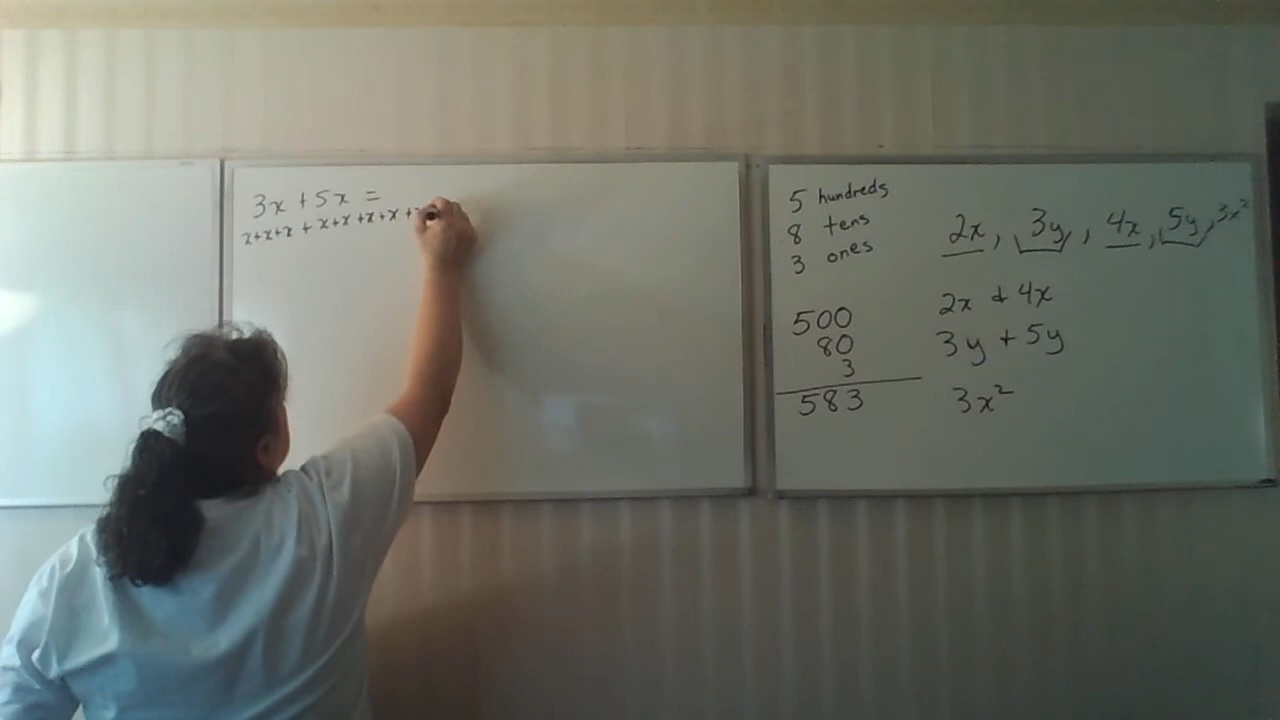 3x + 5x =
x+x+x + x+x+x+x+x
5 hundreds
8 tens
3 ones
500
80
3
583
2x, 3y, 4x, 5y, 3x²
2x + 4x
3y + 5y
3x²